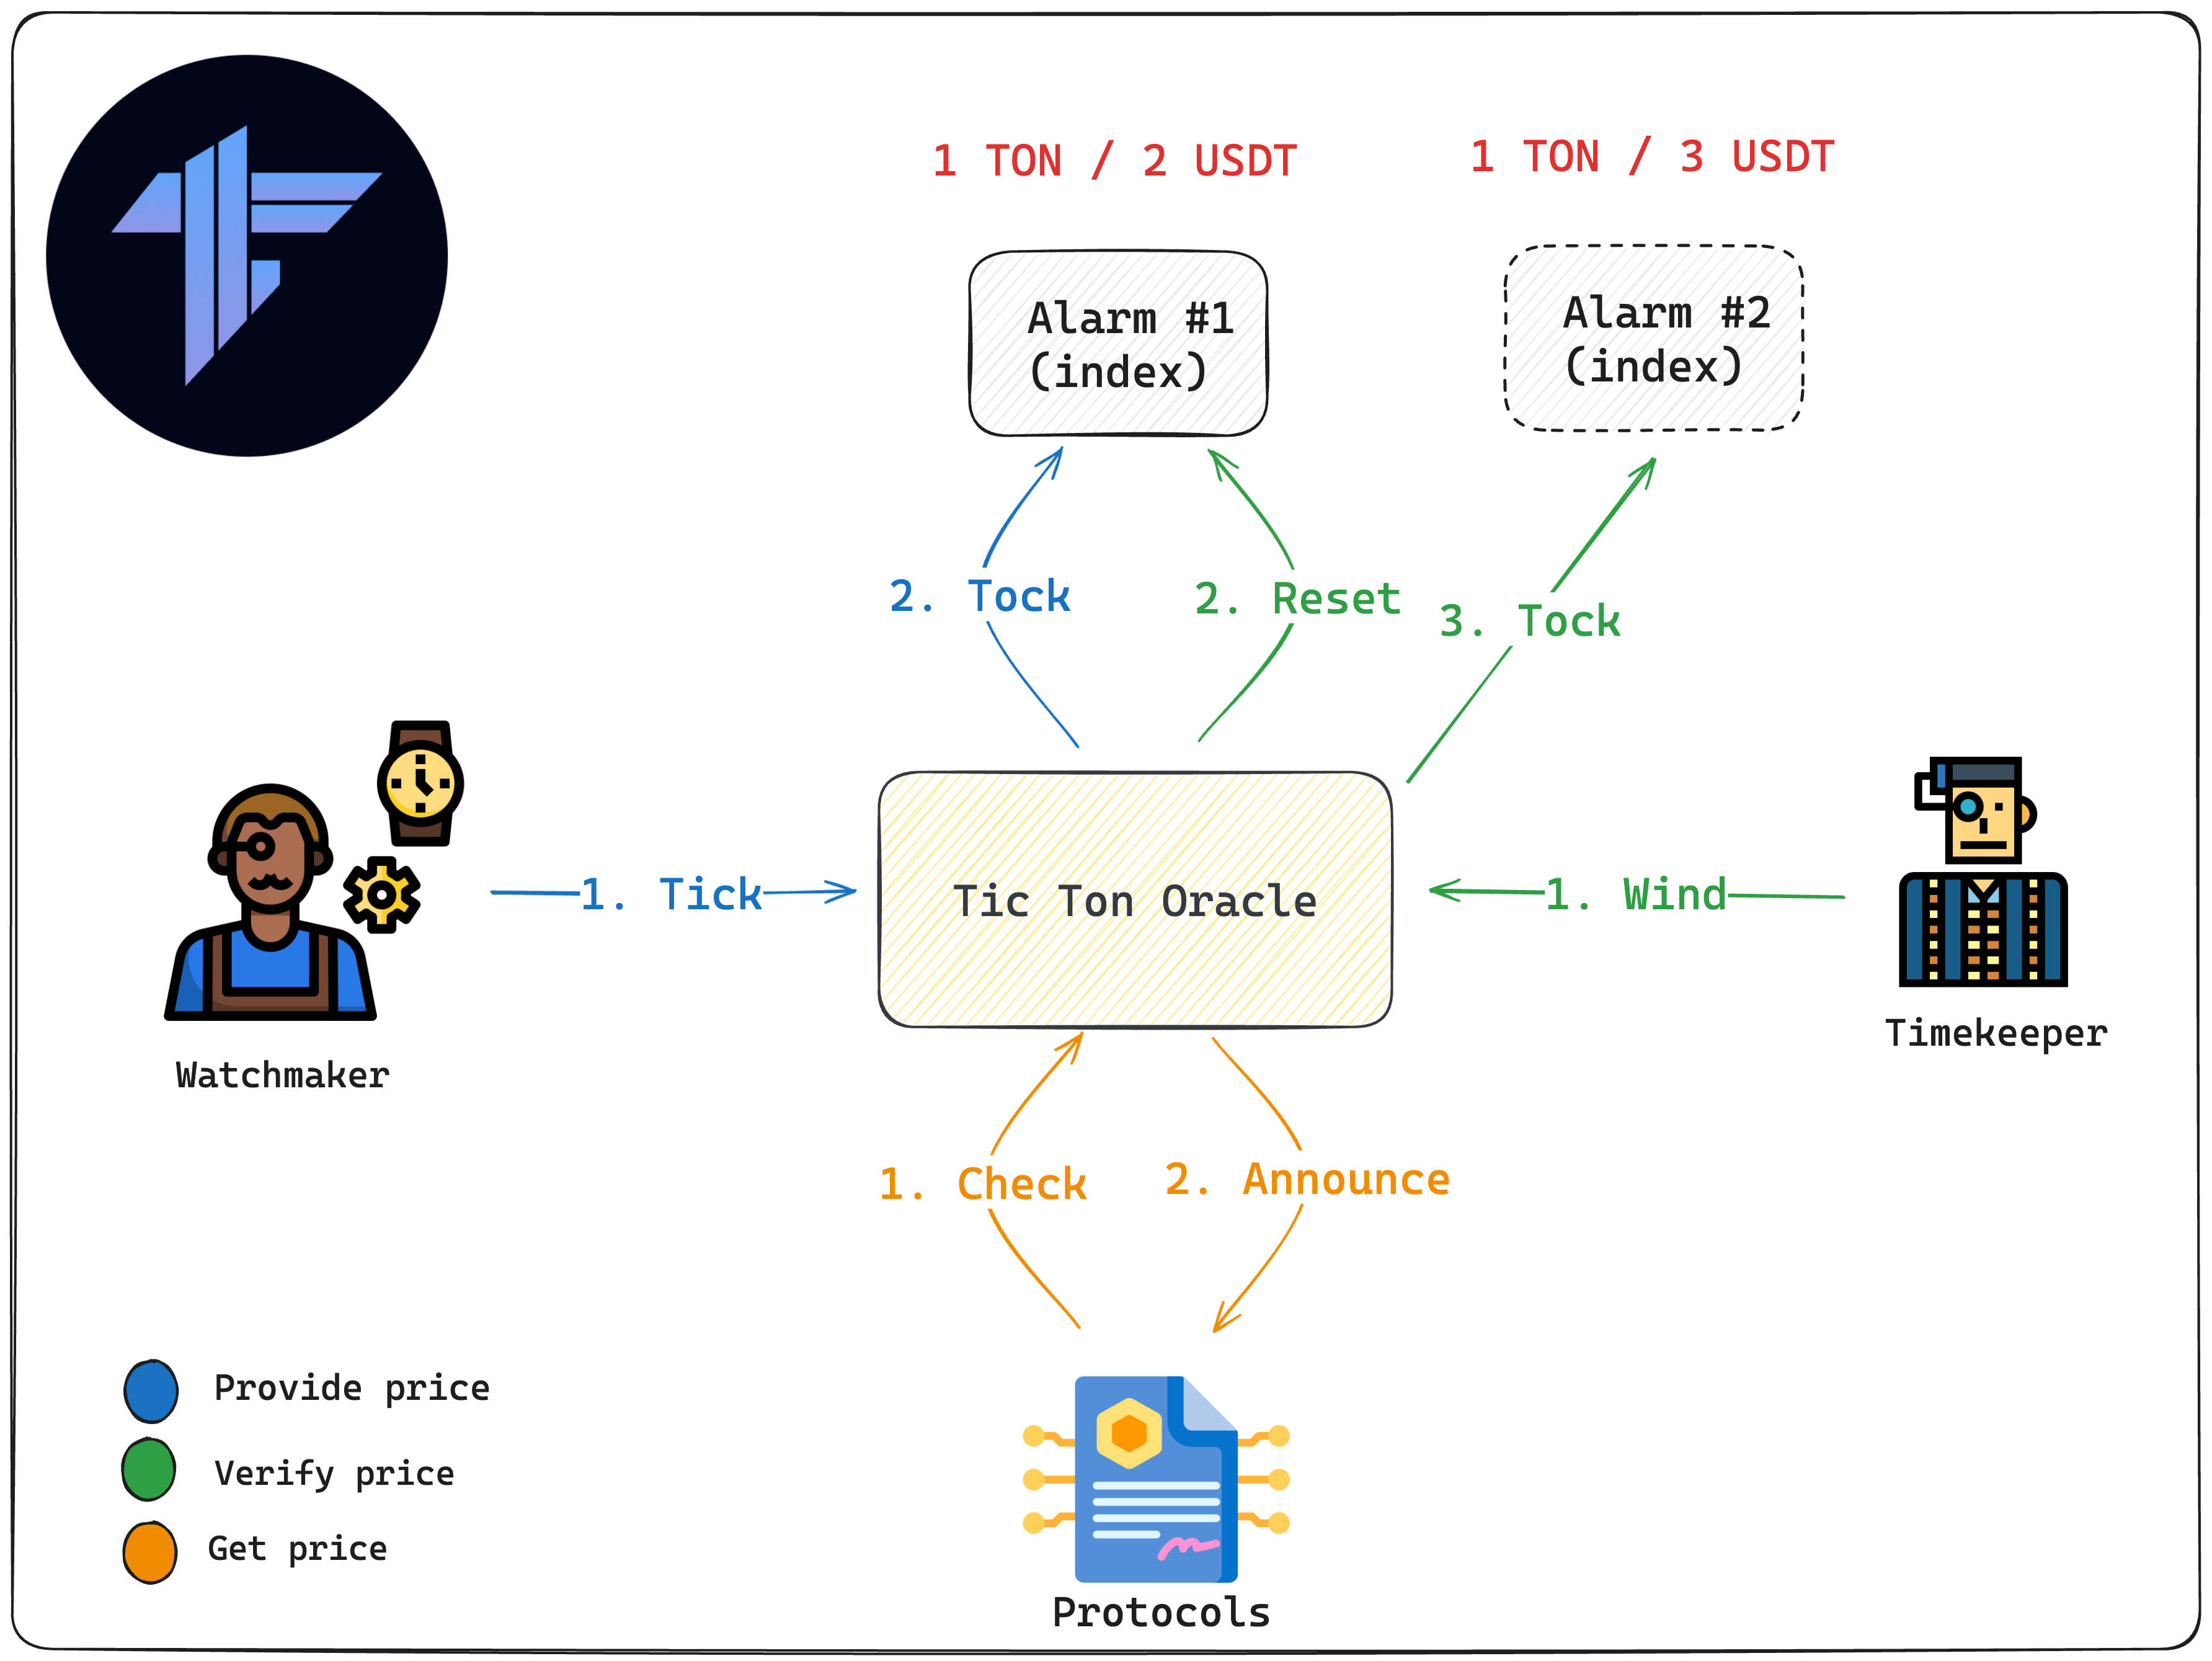 1 TON / 2 USDT
1 TON / 3 USDT
Alarm #1
(index)
Alarm #2
(index)
2. Tock
2. Reset
3. Tock
1. Tick
Tic Ton Oracle
1. Wind
Watchmaker
Timekeeper
1. Check
2. Announce
Provide price
Verify price
Get price
Protocols